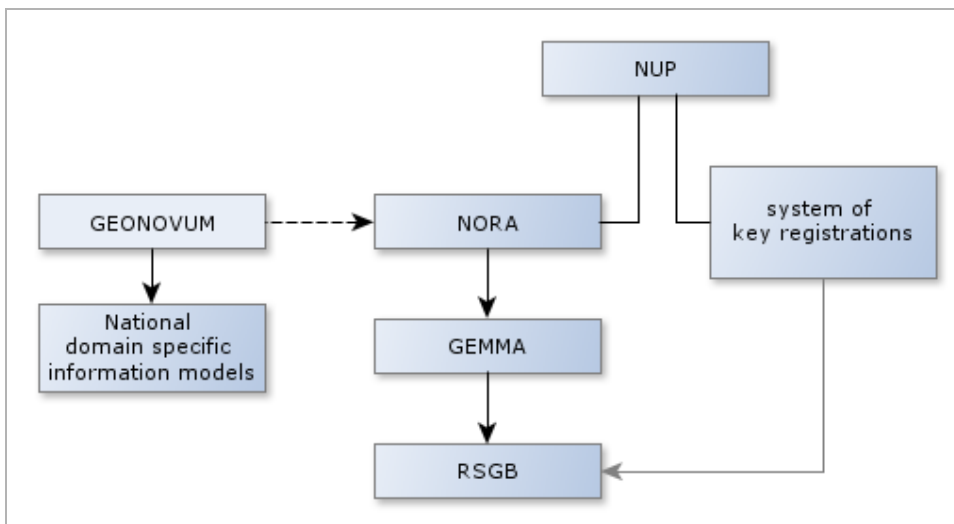 NUP
GEONOVUM
NORA
system of
key registrations
National
domain specific
information models
GEMMA
RSGB